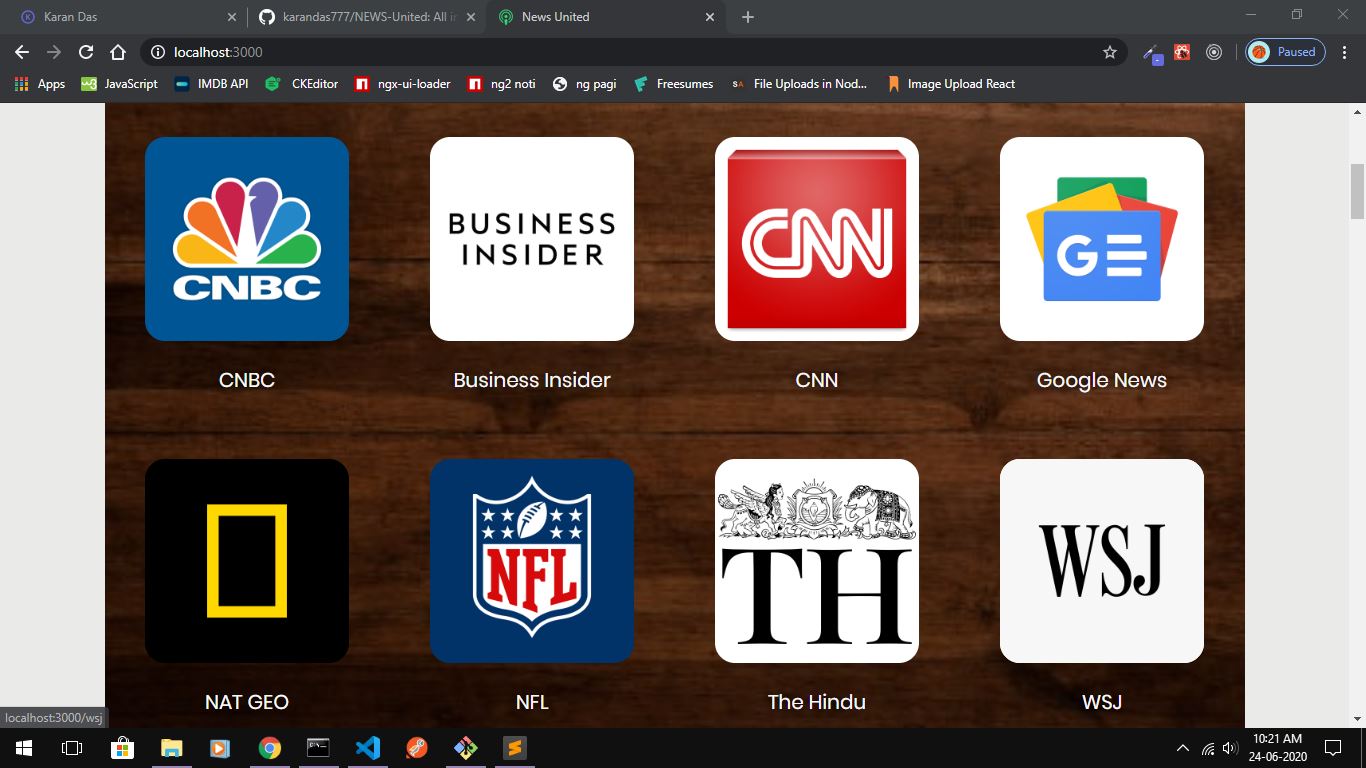 Karan Das
karandas777/NEWS-United: All in
News United
localhost:3000
Paused
Apps
JavaScript
IMDB API
CKEditor
ngx-ui-loader
ng2 noti
ng pagi
Freesumes
SA
File Uploads in Nod...
Image Upload React
CNBC
BUSINESS
INSIDER
CNN
GE
CNBC
Business Insider
CNN
Google News
NFL
TH
WSJ
NAT GEO
NFL
The Hindu
WSJ
localhost:3000/wsj
10:21 AM
24-06-2020